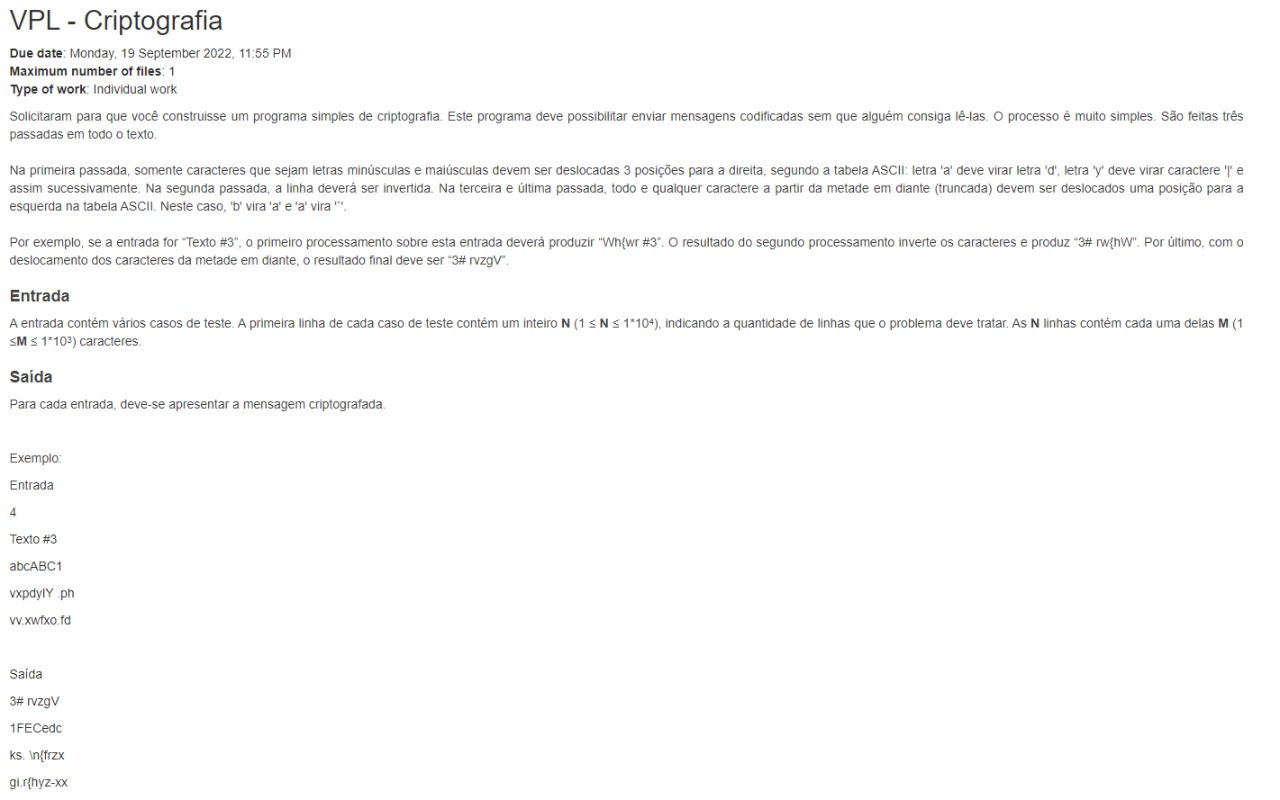 VPL - Criptografia
Due date: Monday, 19 September 2022, 11:55 PM
Maximum number of files: 1
Type of work: Individual work
Solicitaram para que você construisse um programa simples de criptografia. Este programa deve possibilitar enviar mensagens codificadas sem que alguém consiga lê-las. O processo é muito simples. São feitas três
passadas em todo o texto.
Na primeira passada, somente caracteres que sejam letras minúsculas e maiúsculas devem ser deslocadas 3 posições para a direita, segundo a tabela ASCII: letra 'a' deve virar letra 'd', letra 'y' deve virar caractere '|' e
assim sucessivamente. Na segunda passada, a linha deverá ser invertida. Na terceira e última passada, todo e qualquer caractere a partir da metade em diante (truncada) devem ser deslocados uma posição para a
esquerda na tabela ASCII. Neste caso, 'b' vira 'a' e 'a' vira '`'.
Por exemplo, se a entrada for “Texto #3”, o primeiro processamento sobre esta entrada deverá produzir “Wh{wr #3”. O resultado do segundo processamento inverte os caracteres e produz “3# rw{hW”. Por último, com o
deslocamento dos caracteres da metade em diante, o resultado final deve ser “3# rvzgV”.
Entrada
A entrada contém vários casos de teste. A primeira linha de cada caso de teste contém um inteiro N (1 ≤ N ≤ 1*10⁴), indicando a quantidade de linhas que o problema deve tratar. As N linhas contém cada uma delas M (1
≤M ≤ 1*10³) caracteres.
Saída
Para cada entrada, deve-se apresentar a mensagem criptografada.
Exemplo:
Entrada
4
Texto #3
abcABC1
vxpdylY .ph
vv.xwfxo.fd
Saída
3# rvzgV
1FECedc
ks. \n{frzx
gi.r{hyz-xx